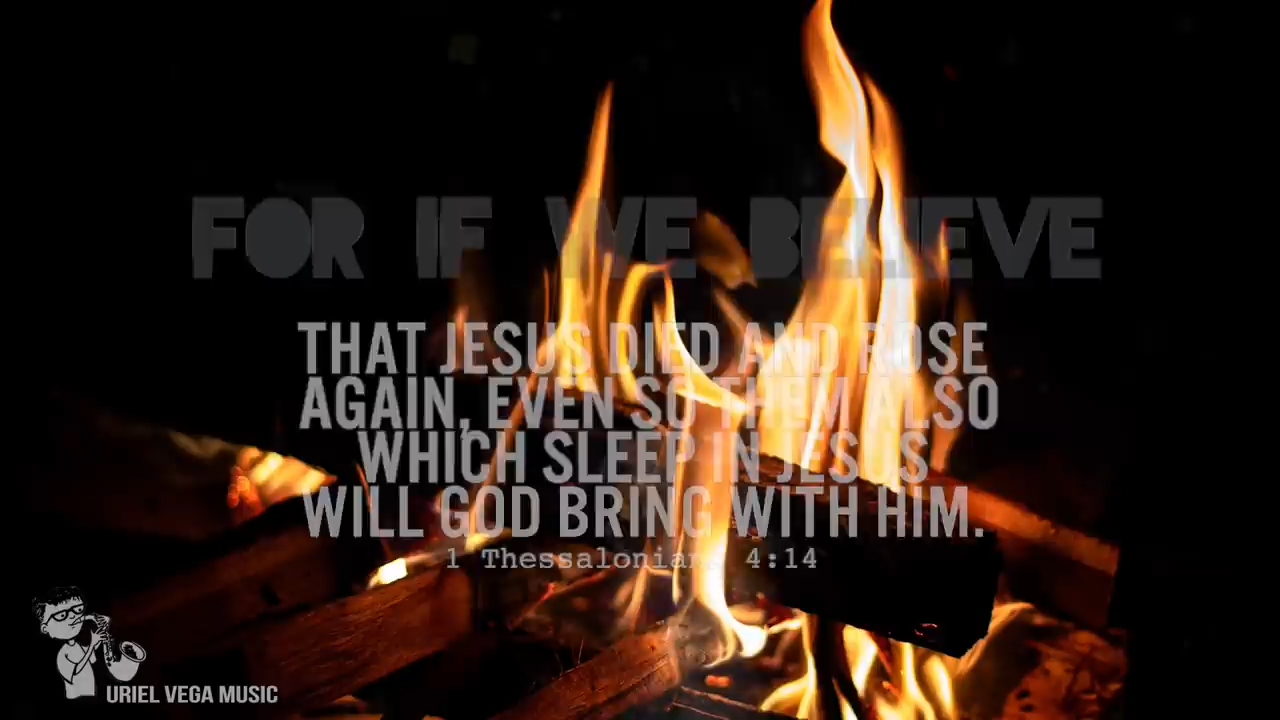 FOR IF WE BELIEVE
THAT JESUS DIED AND ROSE
AGAIN, EVEN SO THEM ALSO
WHICH SLEEP IN JESUS
WILL GOD BRING WITH HIM.
1 Thessalonians 4:14
URIEL VEGA MUSIC